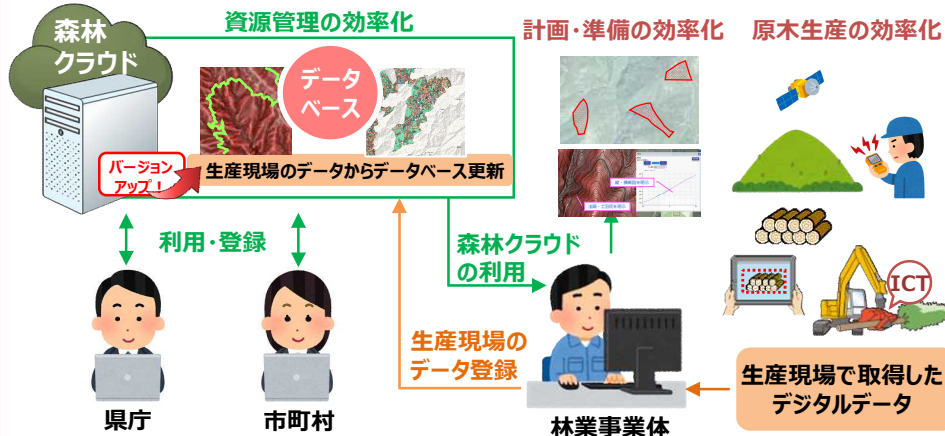 森林
クラウド
資源管理の効率化
計画・準備の効率化
原木生産の効率化
データ
ベース
バージョン
アップ!
生産現場のデータからデータベース更新
利用・登録
森林クラウド
の利用
ICT
生産現場の
データ登録
生産現場で取得した
デジタルデータ
県庁
市町村
林業事業体